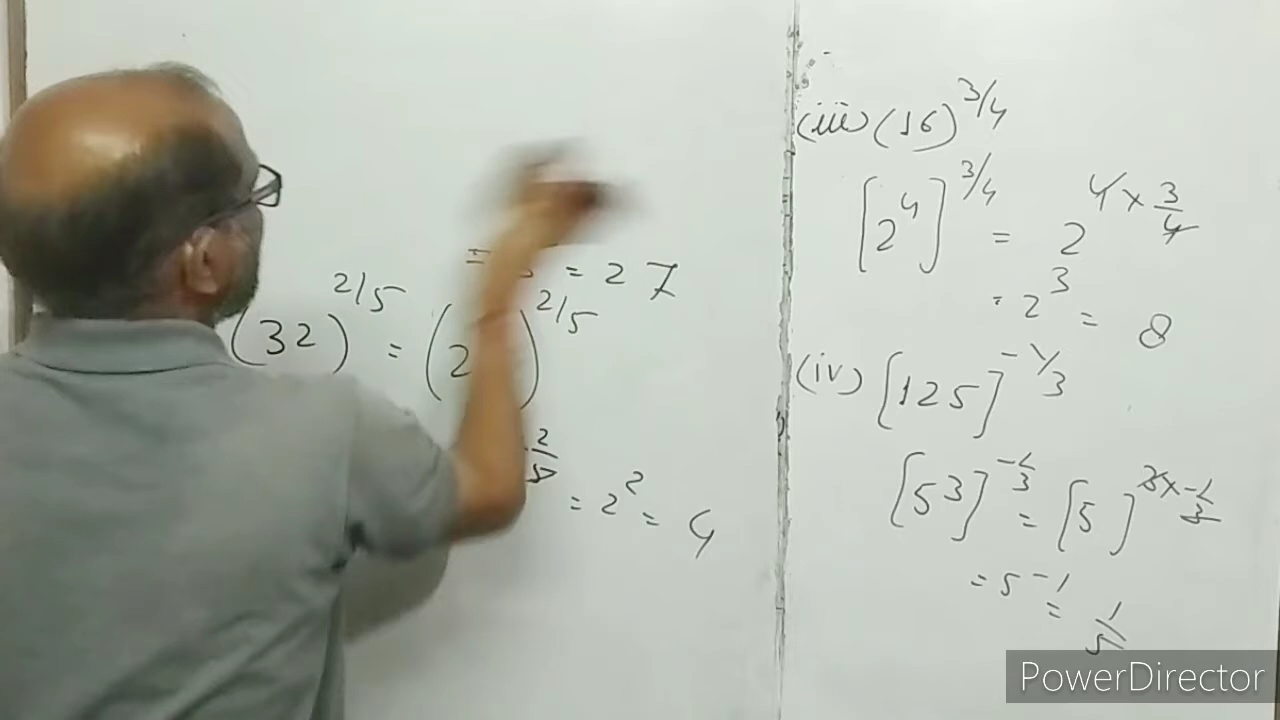 = = 27
(32)^2/5 = (2 )^2/5
2/5 = 2^2 = 4
(iii) (16)^3/4
[2^4]^3/4 = 2^4 × 3/4
= 2^3 = 8
(iv) [125]^-1/3
[5^3]^-1/3 = [5]^3×-1/3
= 5^-1 = 1/5
PowerDirector